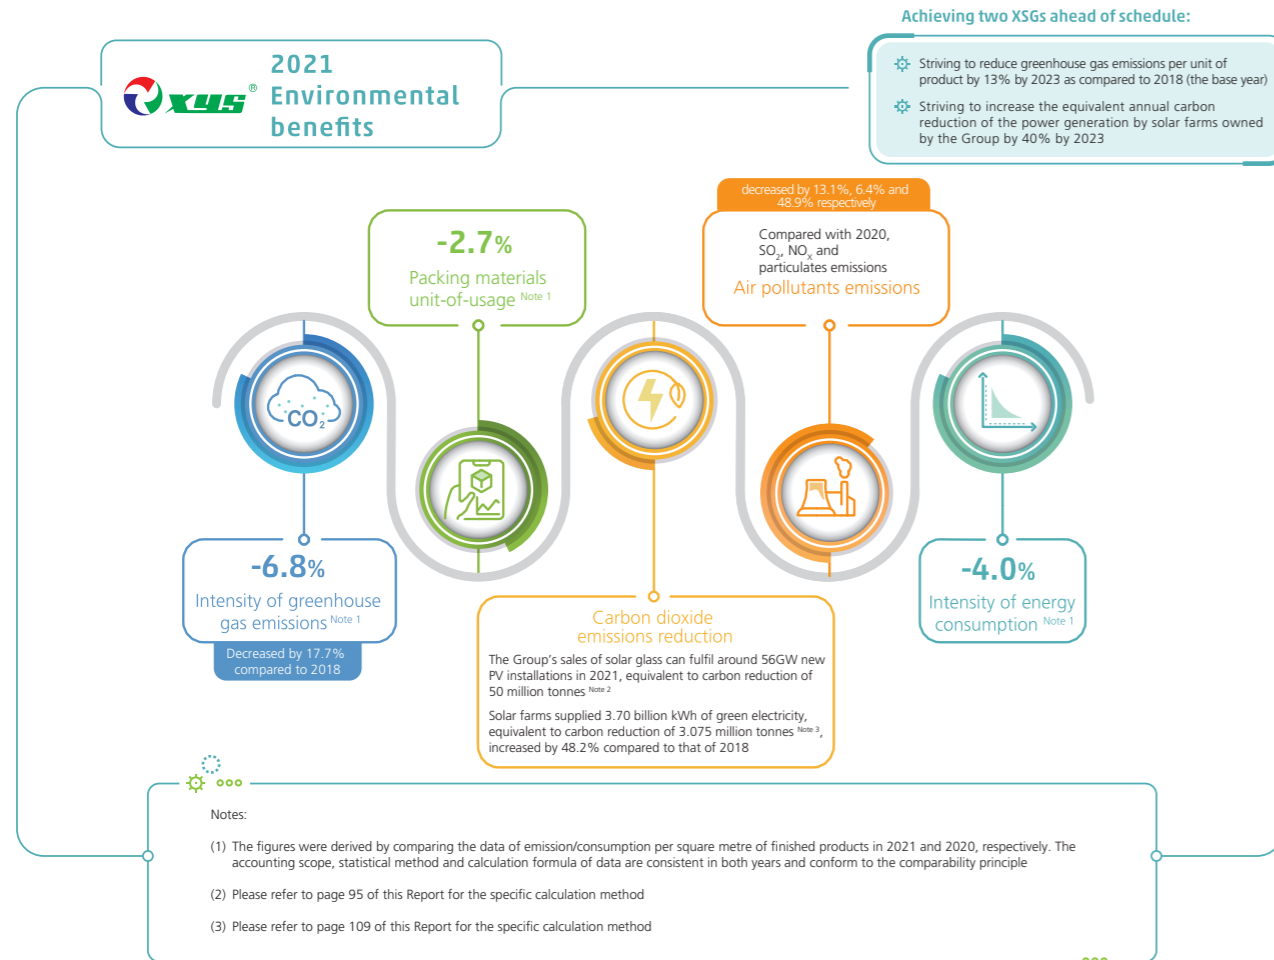 Achieving two XSGs ahead of schedule:
Striving to reduce greenhouse gas emissions per unit of
product by 13% by 2023 as compared to 2018 (the base year)
Striving to increase the equivalent annual carbon
reduction of the power generation by solar farms owned
by the Group by 40% by 2023
XYS ®
2021
Environmental
benefits
decreased by 13.1%, 6.4% and
48.9% respectively
Compared with 2020,
SO2, NOX and
particulates emissions
Air pollutants emissions
-2.7%
Packing materials
unit-of-usage Note 1
CO2
-6.8%
Intensity of greenhouse
gas emissions Note 1
Decreased by 17.7%
compared to 2018
Carbon dioxide
emissions reduction
The Group's sales of solar glass can fulfil around 56GW new
PV installations in 2021, equivalent to carbon reduction of
50 million tonnes Note 2
Solar farms supplied 3.70 billion kWh of green electricity,
equivalent to carbon reduction of 3.075 million tonnes Note 3,
increased by 48.2% compared to that of 2018
-4.0%
Intensity of energy
consumption Note 1
Notes:
(1) The figures were derived by comparing the data of emission/consumption per square metre of finished products in 2021 and 2020, respectively. The
accounting scope, statistical method and calculation formula of data are consistent in both years and conform to the comparability principle
(2) Please refer to page 95 of this Report for the specific calculation method
(3) Please refer to page 109 of this Report for the specific calculation method